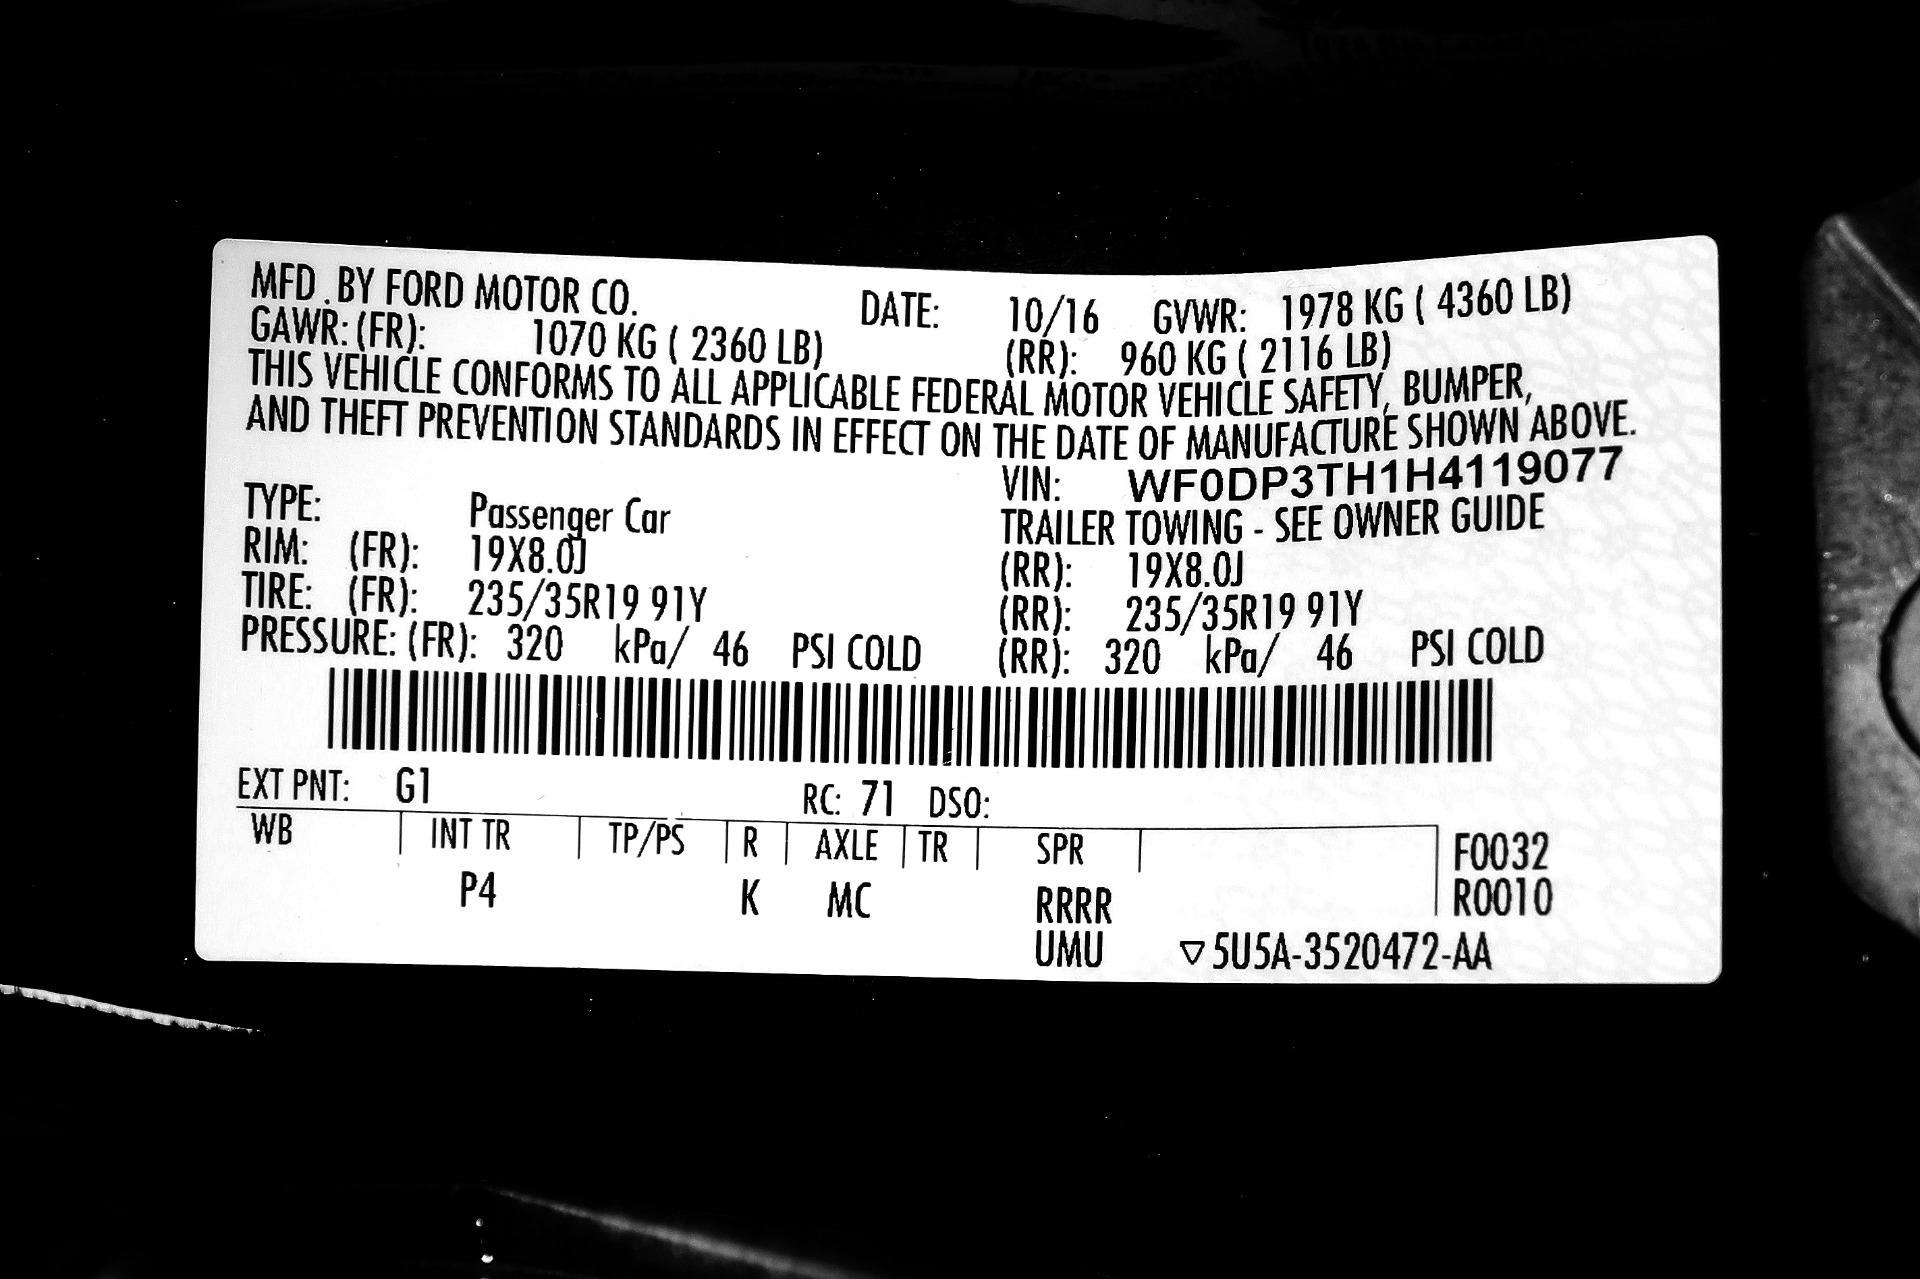 MFD. BY FORD MOTOR CO. DATE: 10/16 GVWR: 1978 KG ( 4360 LB)
GAWR: (FR): 1070 KG ( 2360 LB) (RR): 960 KG ( 2116 LB)
THIS VEHICLE CONFORMS TO ALL APPLICABLE FEDERAL MOTOR VEHICLE SAFETY, BUMPER,
AND THEFT PREVENTION STANDARDS IN EFFECT ON THE DATE OF MANUFACTURE SHOWN ABOVE.
VIN: WF0DP3TH1H4119077
TYPE: Passenger Car TRAILER TOWING - SEE OWNER GUIDE
RIM: (FR): 19X8.0J (RR): 19X8.0J
TIRE: (FR): 235/35R19 91Y (RR): 235/35R19 91Y
PRESSURE: (FR): 320 kPa/ 46 PSI COLD (RR): 320 kPa/ 46 PSI COLD
EXT PNT: G1 RC: 71 DSO:
WB INT TR TP/PS R AXLE TR SPR F0032
P4 K MC RRRR R0010
UMU ▽5U5A-3520472-AA